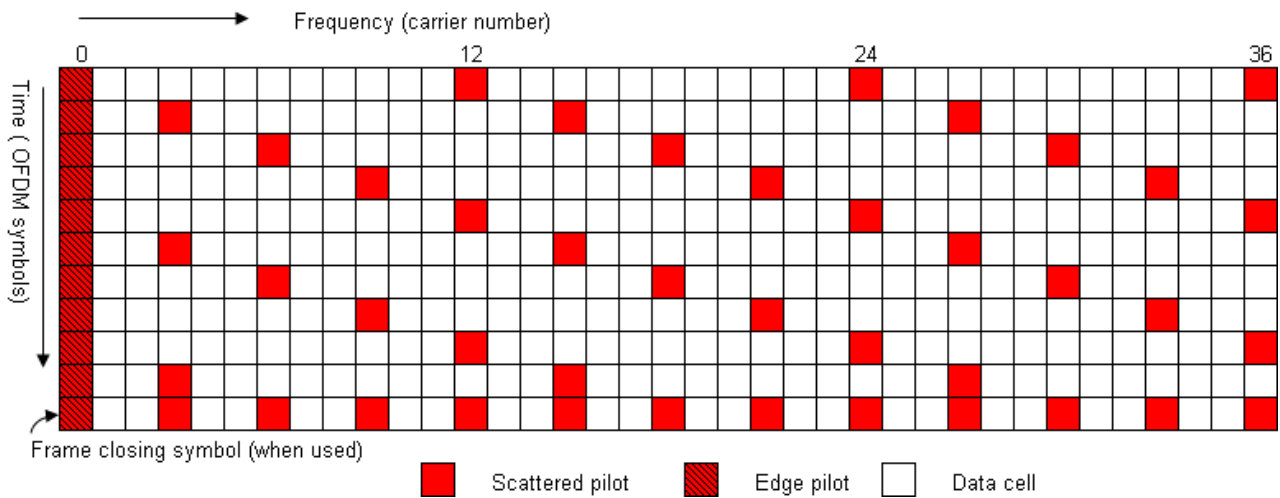 Frequency (carrier number)
0 12 24 36
Time ( OFDM symbols)
Frame closing symbol (when used)
Scattered pilot Edge pilot Data cell